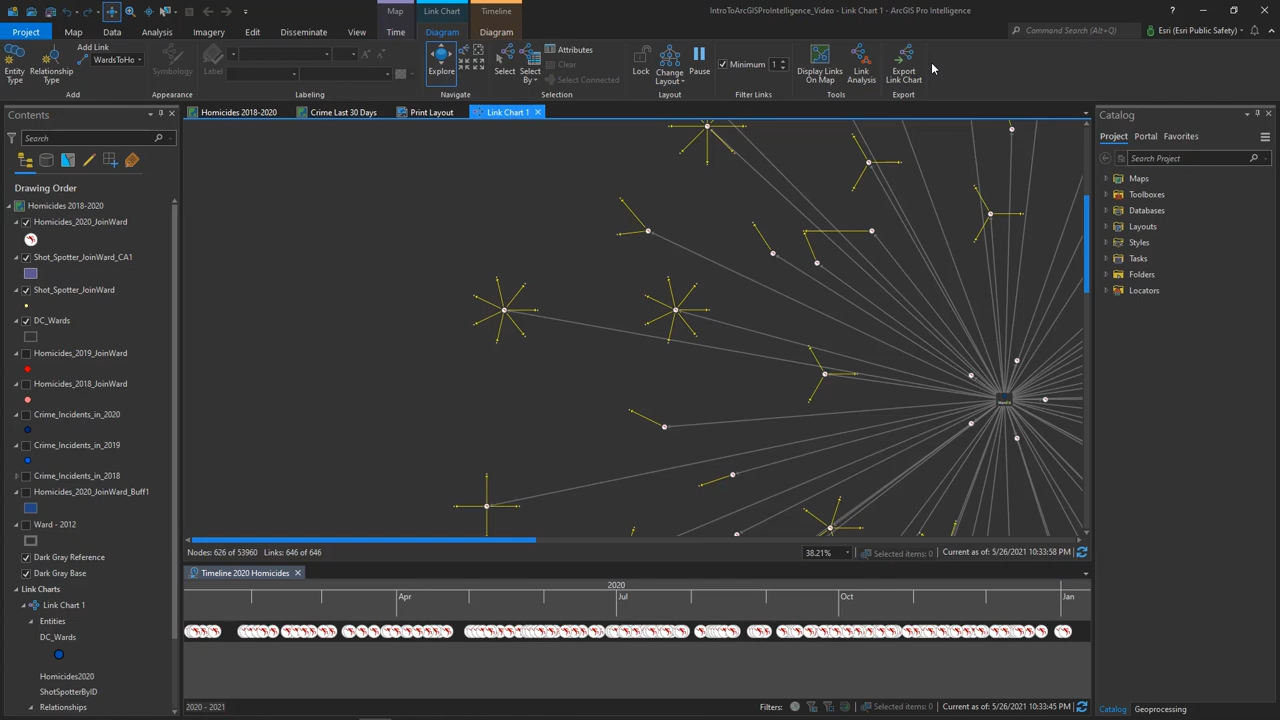 IntroToArcGISProIntelligence_Video - Link Chart 1 - ArcGIS Pro Intelligence
Map
Link Chart
Timeline
?
Project
Map
Data
Analysis
Imagery
Edit
Disseminate
View
Time
Diagram
Diagram
Command Search (Alt+Q)
Esri (Esri Public Safety)
Entity Type
Relationship Type
Add Link
WardsToHo
Add
Symbology
Appearance
Label
Labeling
Explore
Navigate
Select
Select By
Attributes
Clear
Select Connected
Selection
Lock
Change Layout
Pause
Layout
Minimum
1
Filter Links
Display Links On Map
Link Analysis
Tools
Export Link Chart
Export
Contents
Search
Drawing Order
Homicides 2018-2020
Homicides_2020_JoinWard
Shot_Spotter_JoinWard_CA1
Shot_Spotter_JoinWard
DC_Wards
Homicides_2019_JoinWard
Homicides_2018_JoinWard
Crime_Incidents_in_2020
Crime_Incidents_in_2019
Crime_Incidents_in_2018
Homicides_2020_JoinWard_Buff1
Ward - 2012
Dark Gray Reference
Dark Gray Base
Link Charts
Link Chart 1
Entities
DC_Wards
Homicides2020
ShotSpotterByID
Relationships
Homicides 2018-2020
Crime Last 30 Days
Print Layout
Link Chart 1
Nodes: 626 of 53960 Links: 646 of 646
38.21%
Selected items: 0
Current as of: 5/26/2021 10:33:58 PM
Timeline 2020 Homicides
2020
Apr
Jul
Oct
Jan
2020 - 2021
Filters:
Selected items: 0
Current as of: 5/26/2021 10:33:45 PM
Catalog
Project
Portal
Favorites
Search Project
Maps
Toolboxes
Databases
Layouts
Styles
Tasks
Folders
Locators
Catalog
Geoprocessing